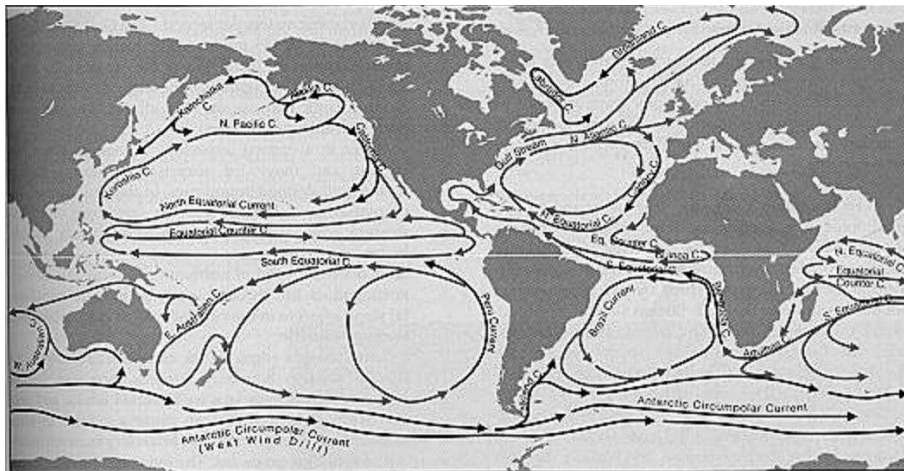 Greenland C.
Labrador C.
Alaska C.
Kamchatka
C.
N. Pacific C.
California C.
Gulf Stream
N. Atlantic C.
Canary C.
Kuroshio C.
North Equatorial Current
N. Equatorial C.
Equatorial Counter C.
Eq. Counter C.
Guinea C.
N. Equatorial C.
South Equatorial C.
S. Equatorial C.
Equatorial
Counter C.
E. Australian C.
W. Australian C.
Peru Current
Brazil Current
Benguela C.
S. Equatorial C.
Agulhas C.
Antarctic Circumpolar Current
Antarctic Circumpolar Current
(West Wind Drift)